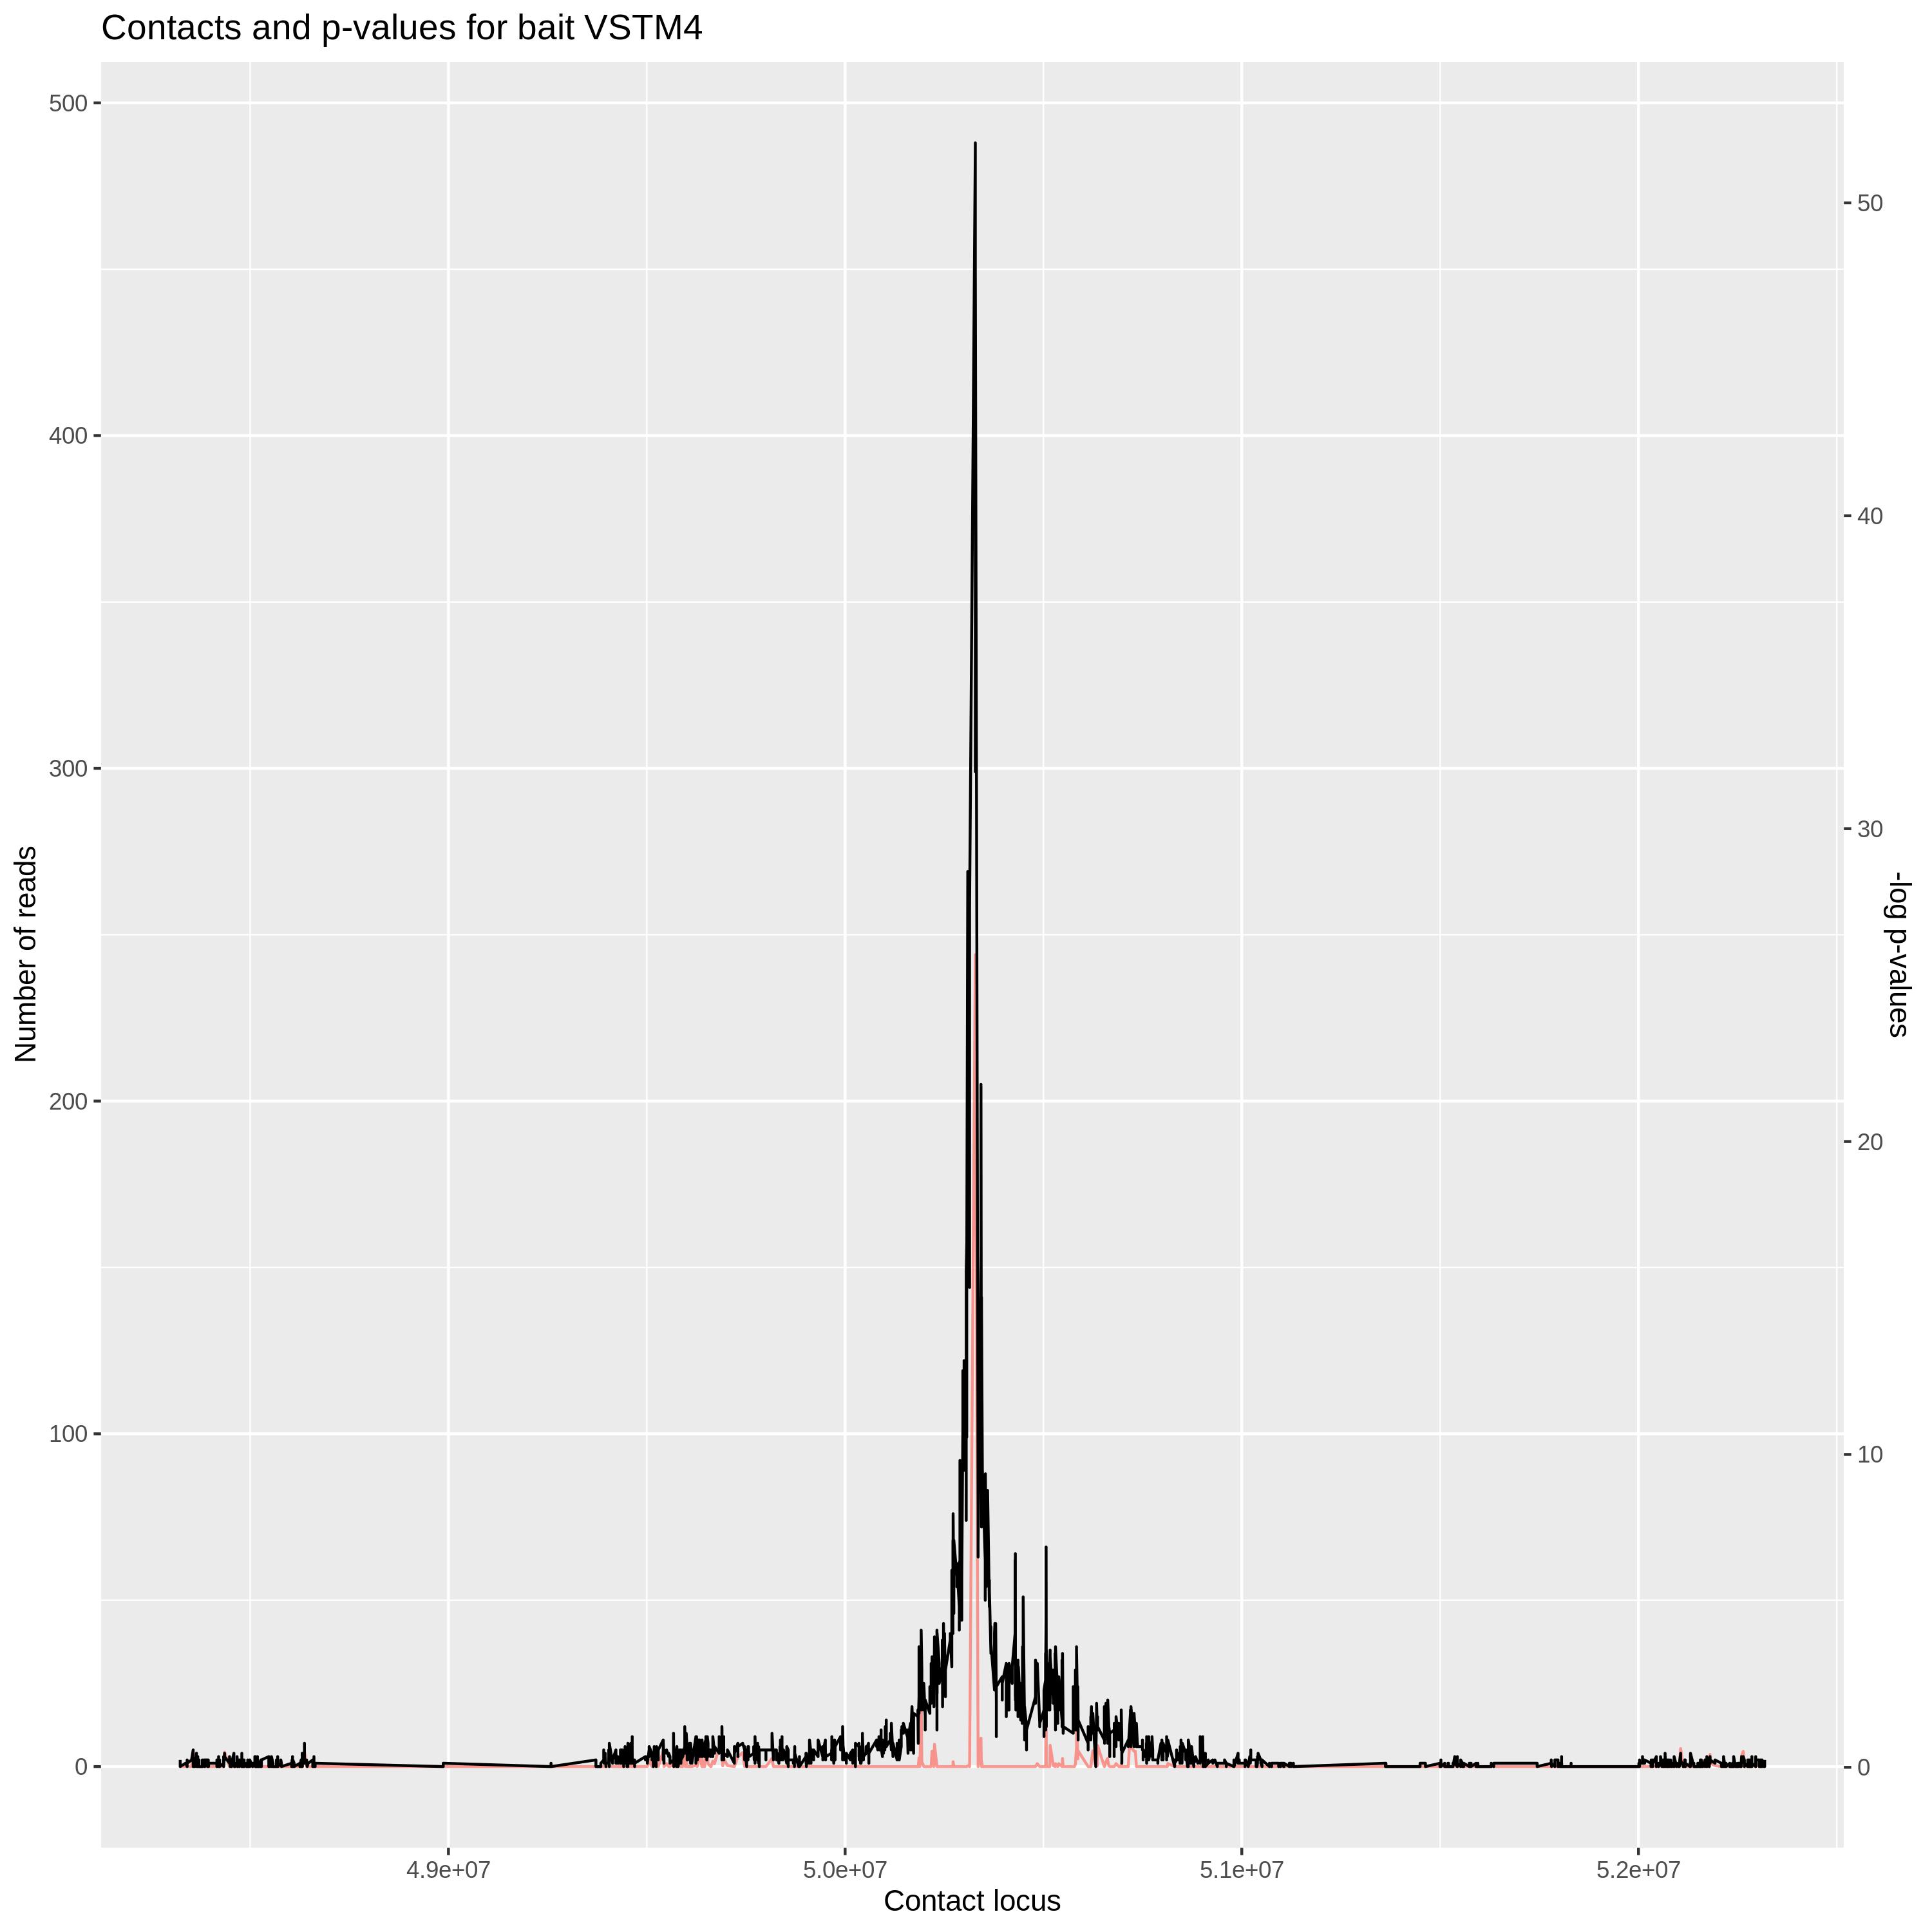 Contacts and p-values for bait VSTM4
500
400
300
200
100
0
Number of reads
50
40
30
20
10
0
-log p-values
4.9e+07 5.0e+07 5.1e+07 5.2e+07
Contact locus